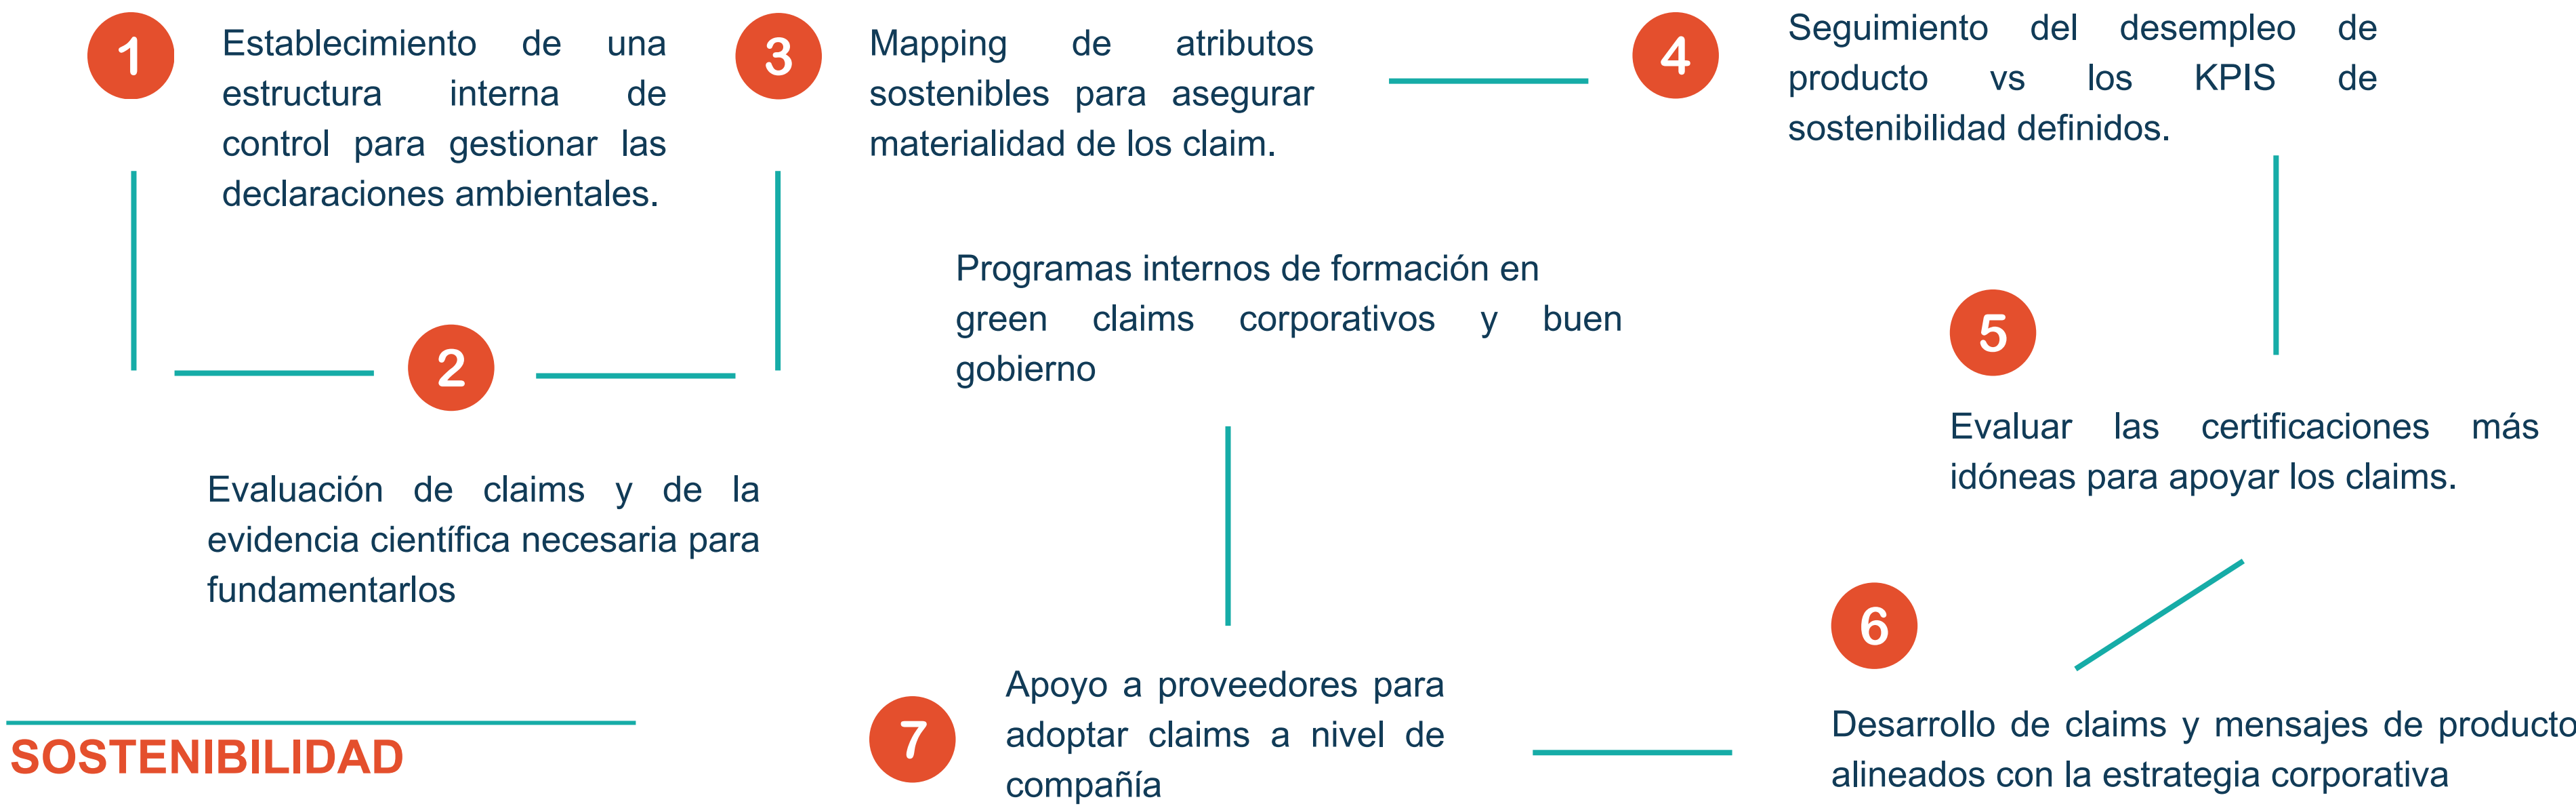 1
Establecimiento de una
estructura interna de
control para gestionar las
declaraciones ambientales.
2
Evaluación de claims y de la
evidencia científica necesaria para
fundamentarlos
3
Mapping de atributos
sostenibles para asegurar
materialidad de los claim.
4
Seguimiento del desempleo de
producto vs los KPIS de
sostenibilidad definidos.
5
Evaluar las certificaciones más
idóneas para apoyar los claims.
6
Desarrollo de claims y mensajes de producto
alineados con la estrategia corporativa
7
Apoyo a proveedores para
adoptar claims a nivel de
compañía
Programas internos de formación en
green claims corporativos y buen
gobierno
SOSTENIBILIDAD